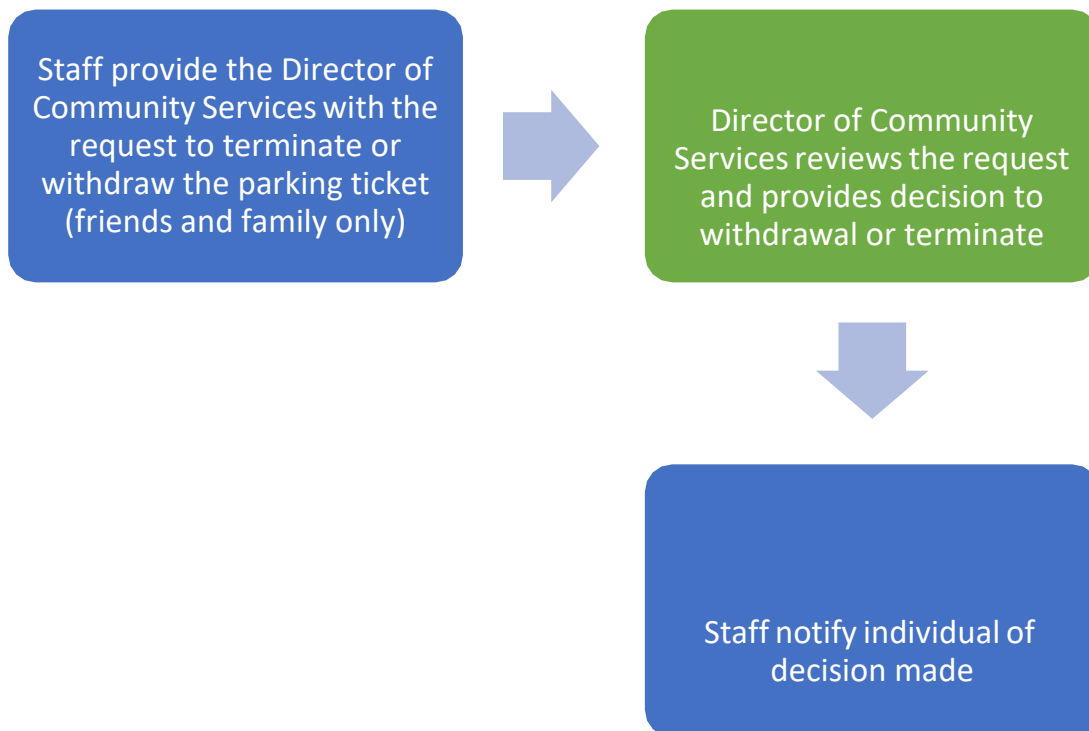 Staff provide the Director of
Community Services with the
request to terminate or
withdraw the parking ticket
(friends and family only)
Director of Community
Services reviews the request
and provides decision to
withdrawal or terminate
Staff notify individual of
decision made